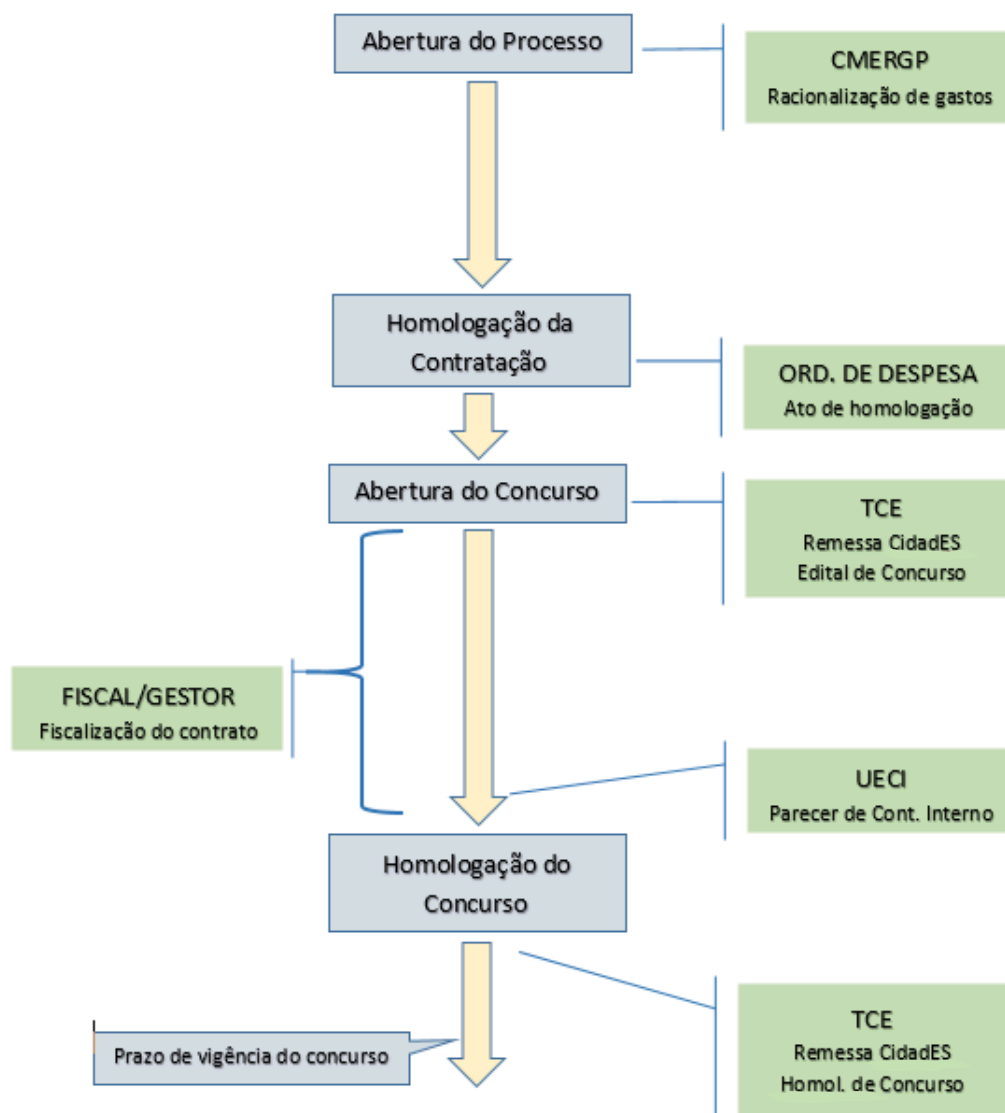 Abertura do Processo
CMERGP
Racionalização de gastos
Homologação da
Contratação
ORD. DE DESPESA
Ato de homologação
Abertura do Concurso
TCE
Remessa CidadES
Edital de Concurso
FISCAL/GESTOR
Fiscalização do contrato
UECI
Parecer de Cont. Interno
Homologação do
Concurso
TCE
Remessa CidadES
Homol. de Concurso
Prazo de vigência do concurso